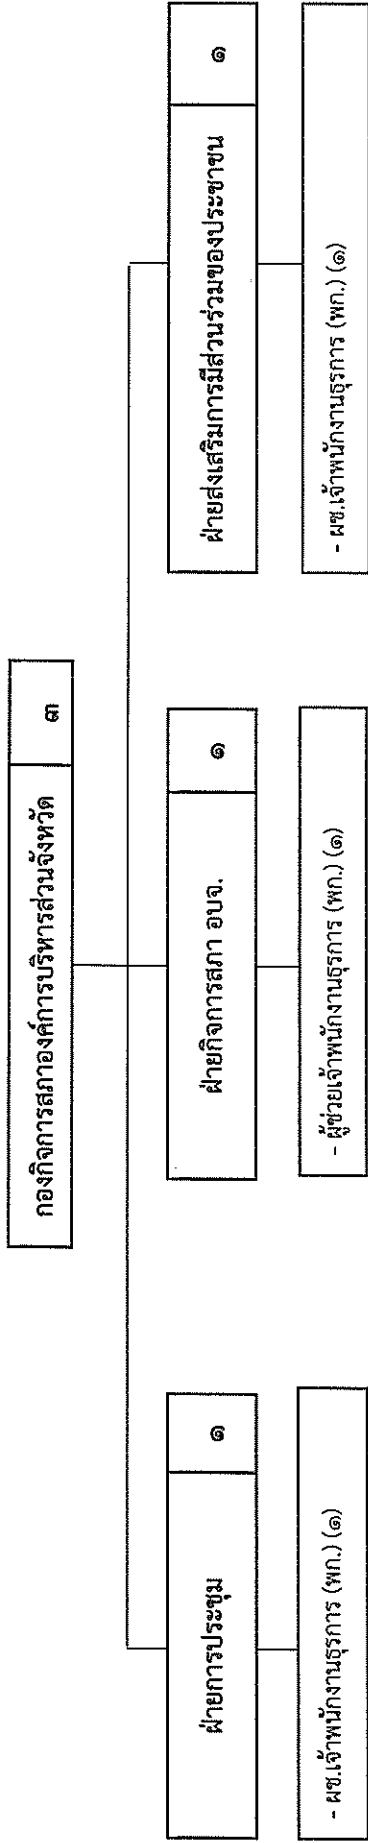 กองกิจการสภาองค์การบริหารส่วนจังหวัด ๓
ฝ่ายการประชุม ๑
- ผช.เจ้าพนักงานธุรการ (พก.) (๑)
ฝ่ายกิจการสภา อบจ. ๑
- ผู้ช่วยเจ้าพนักงานธุรการ (พก.) (๑)
ฝ่ายส่งเสริมการมีส่วนร่วมของประชาชน ๑
- ผช.เจ้าพนักงานธุรการ (พก.) (๑)